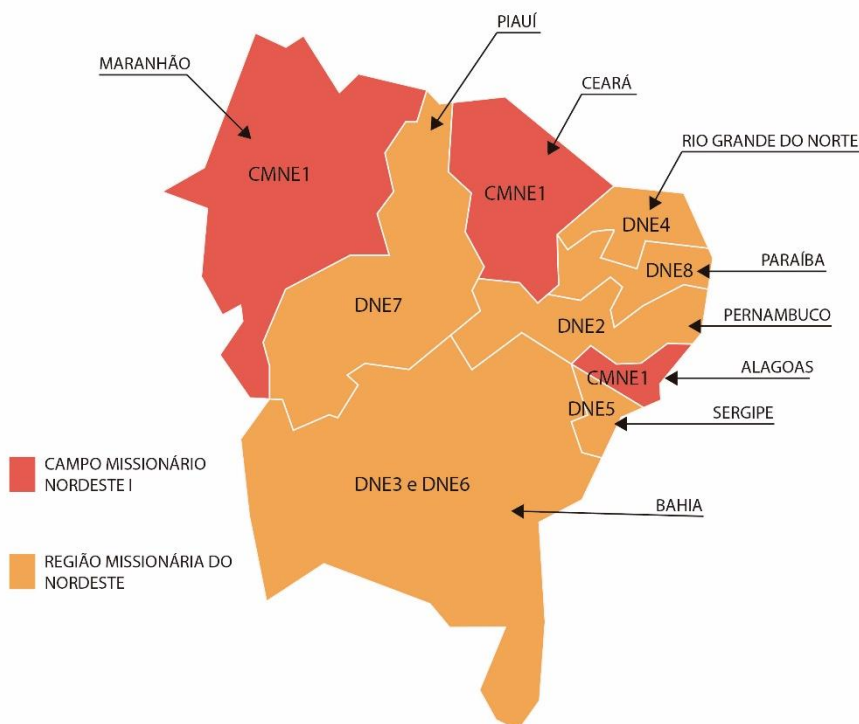 PIAUÍ
MARANHÃO
CEARÁ
RIO GRANDE DO NORTE
CMNE1
CMNE1
DNE4
DNE8
PARAÍBA
DNE7
DNE2
PERNAMBUCO
CMNE1
ALAGOAS
DNE5
SERGIPE
CAMPO MISSIONÁRIO
NORDESTE I
DNE3 e DNE6
BAHIA
REGIÃO MISSIONÁRIA DO
NORDESTE